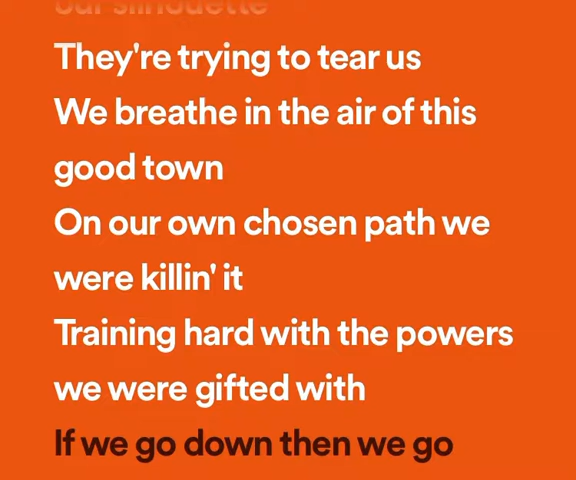 our silhouette
They're trying to tear us
We breathe in the air of this
good town
On our own chosen path we
were killin' it
Training hard with the powers
we were gifted with
If we go down then we go